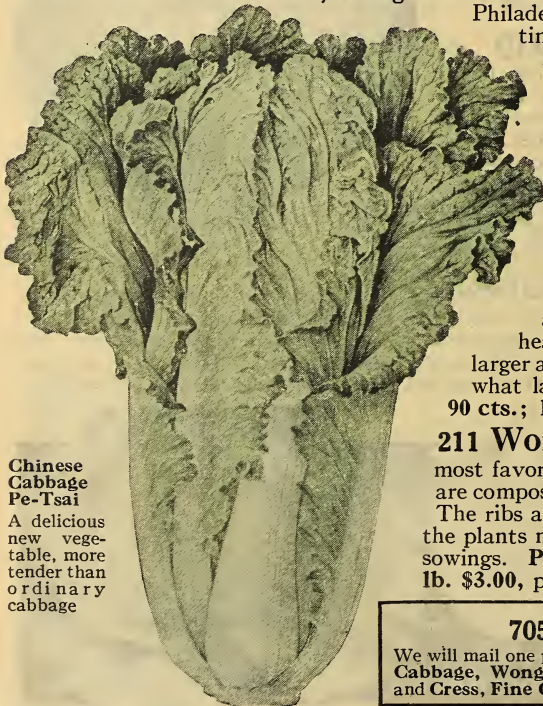 Philade
tin
hea
larger a
what la
90 cts.;
211 Wo
most favor
are compos
The ribs a
the plants m
sowings. P
lb. $3.00, p
Chinese
Cabbage
Pe-Tsai
A delicious
new vege-
table, more
tender than
ordinary
cabbage
705
We will mail one p
Cabbage, Wong
and Cress, Fine C